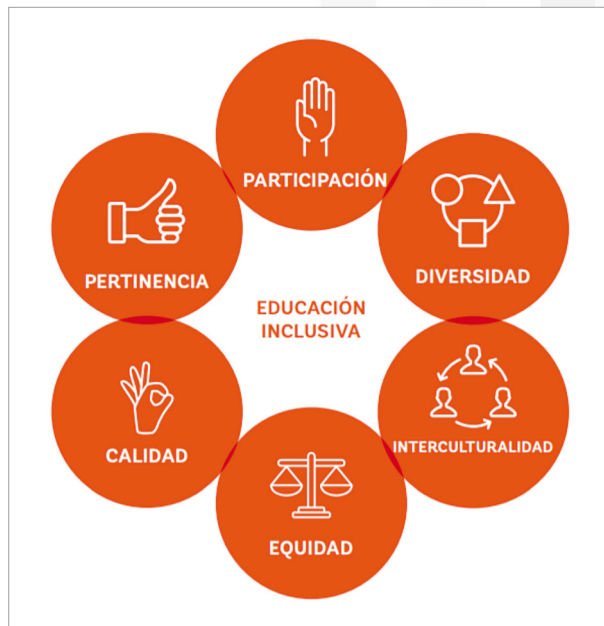 PARTICIPACIÓN
DIVERSIDAD
INTERCULTURALIDAD
EQUIDAD
CALIDAD
PERTINENCIA
EDUCACIÓN
INCLUSIVA